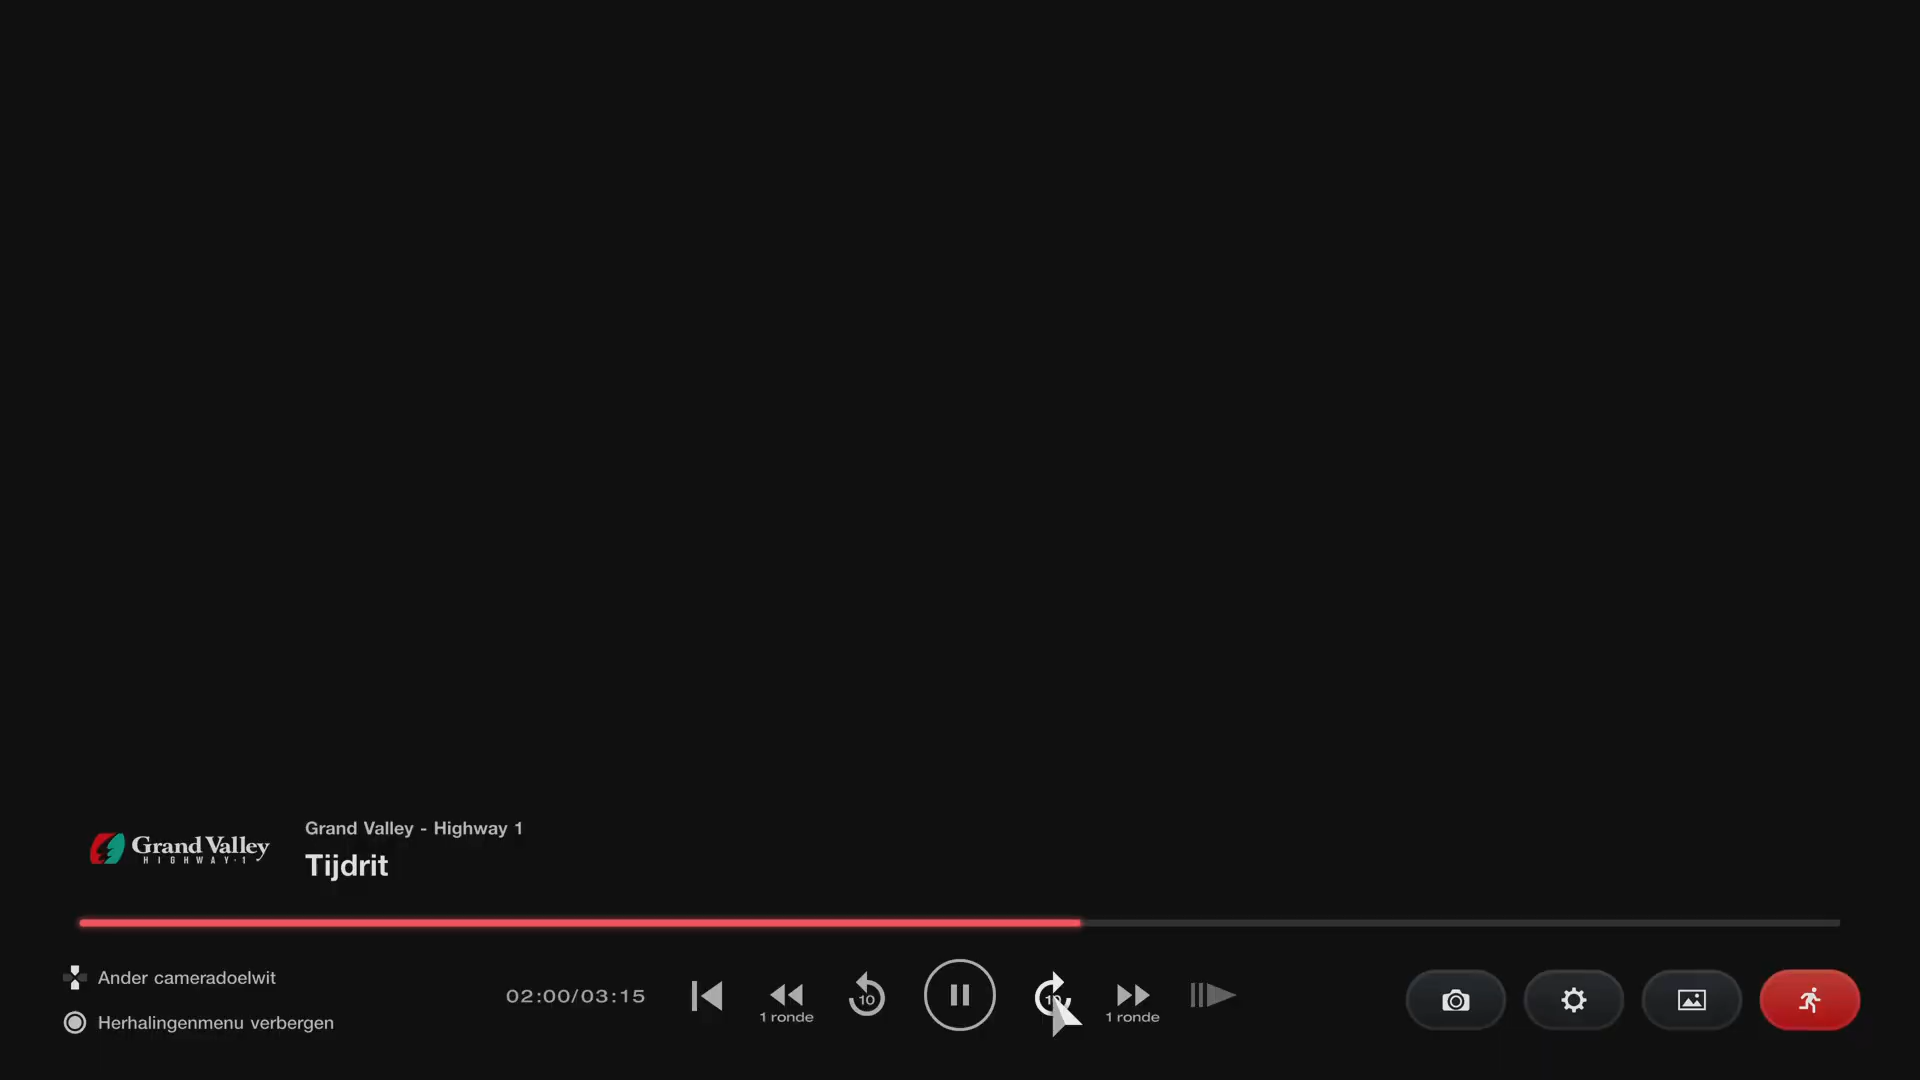 Grand Valley - Highway 1
Grand Valley
HIGHWAY·1
Tijdrit
Ander cameradoelwit
02:00/03:15
1 ronde
10
10
1 ronde
Herhalingenmenu verbergen